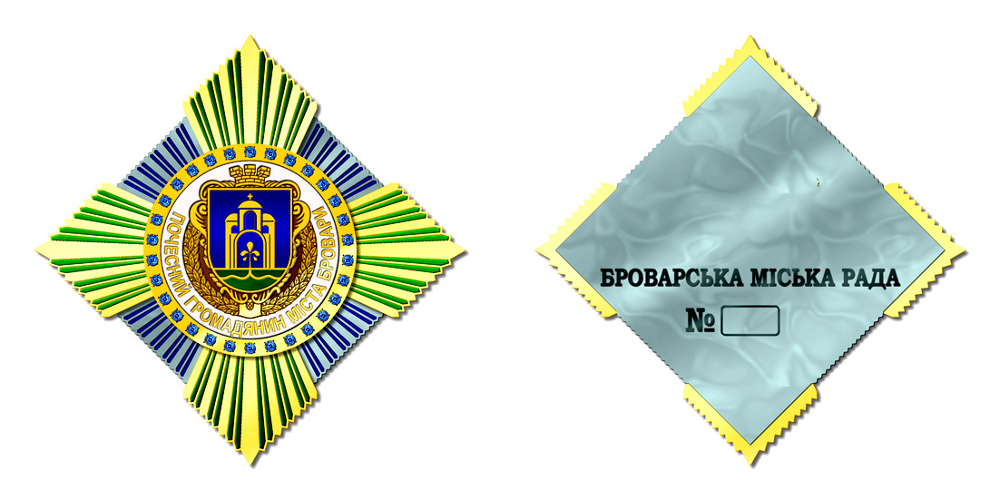 ПОЧЕСНИЙ ГРОМАДЯНИН МІСТА БРОВАРИ
БРОВАРСЬКА МІСЬКА РАДА
№